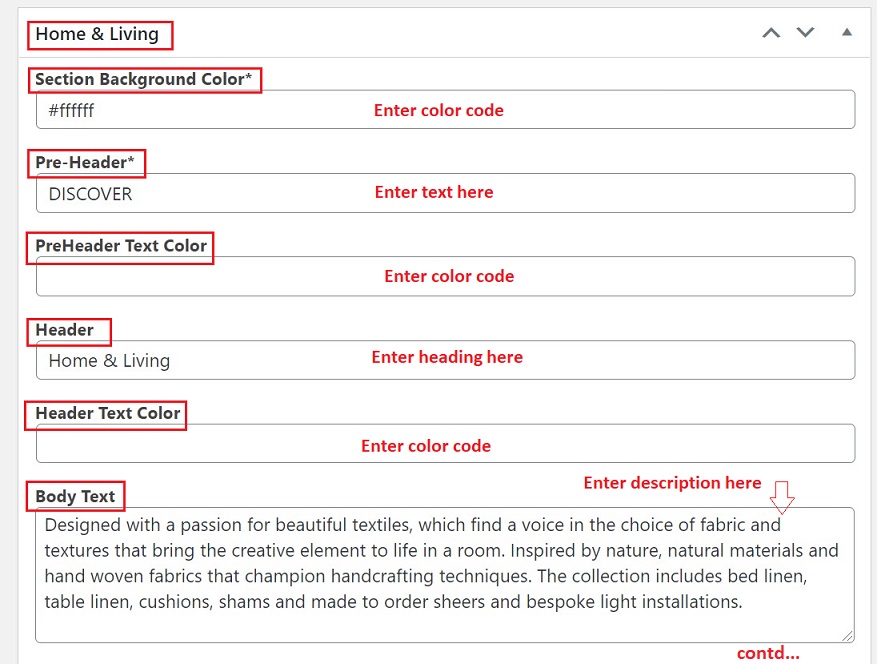 Home & Living
Section Background Color*
#ffffff Enter color code
Pre-Header*
DISCOVER Enter text here
PreHeader Text Color
Enter color code
Header
Home & Living Enter heading here
Header Text Color
Enter color code
Enter description here
Body Text
Designed with a passion for beautiful textiles, which find a voice in the choice of fabric and
textures that bring the creative element to life in a room. Inspired by nature, natural materials and
hand woven fabrics that champion handcrafting techniques. The collection includes bed linen,
table linen, cushions, shams and made to order sheers and bespoke light installations.
contd...